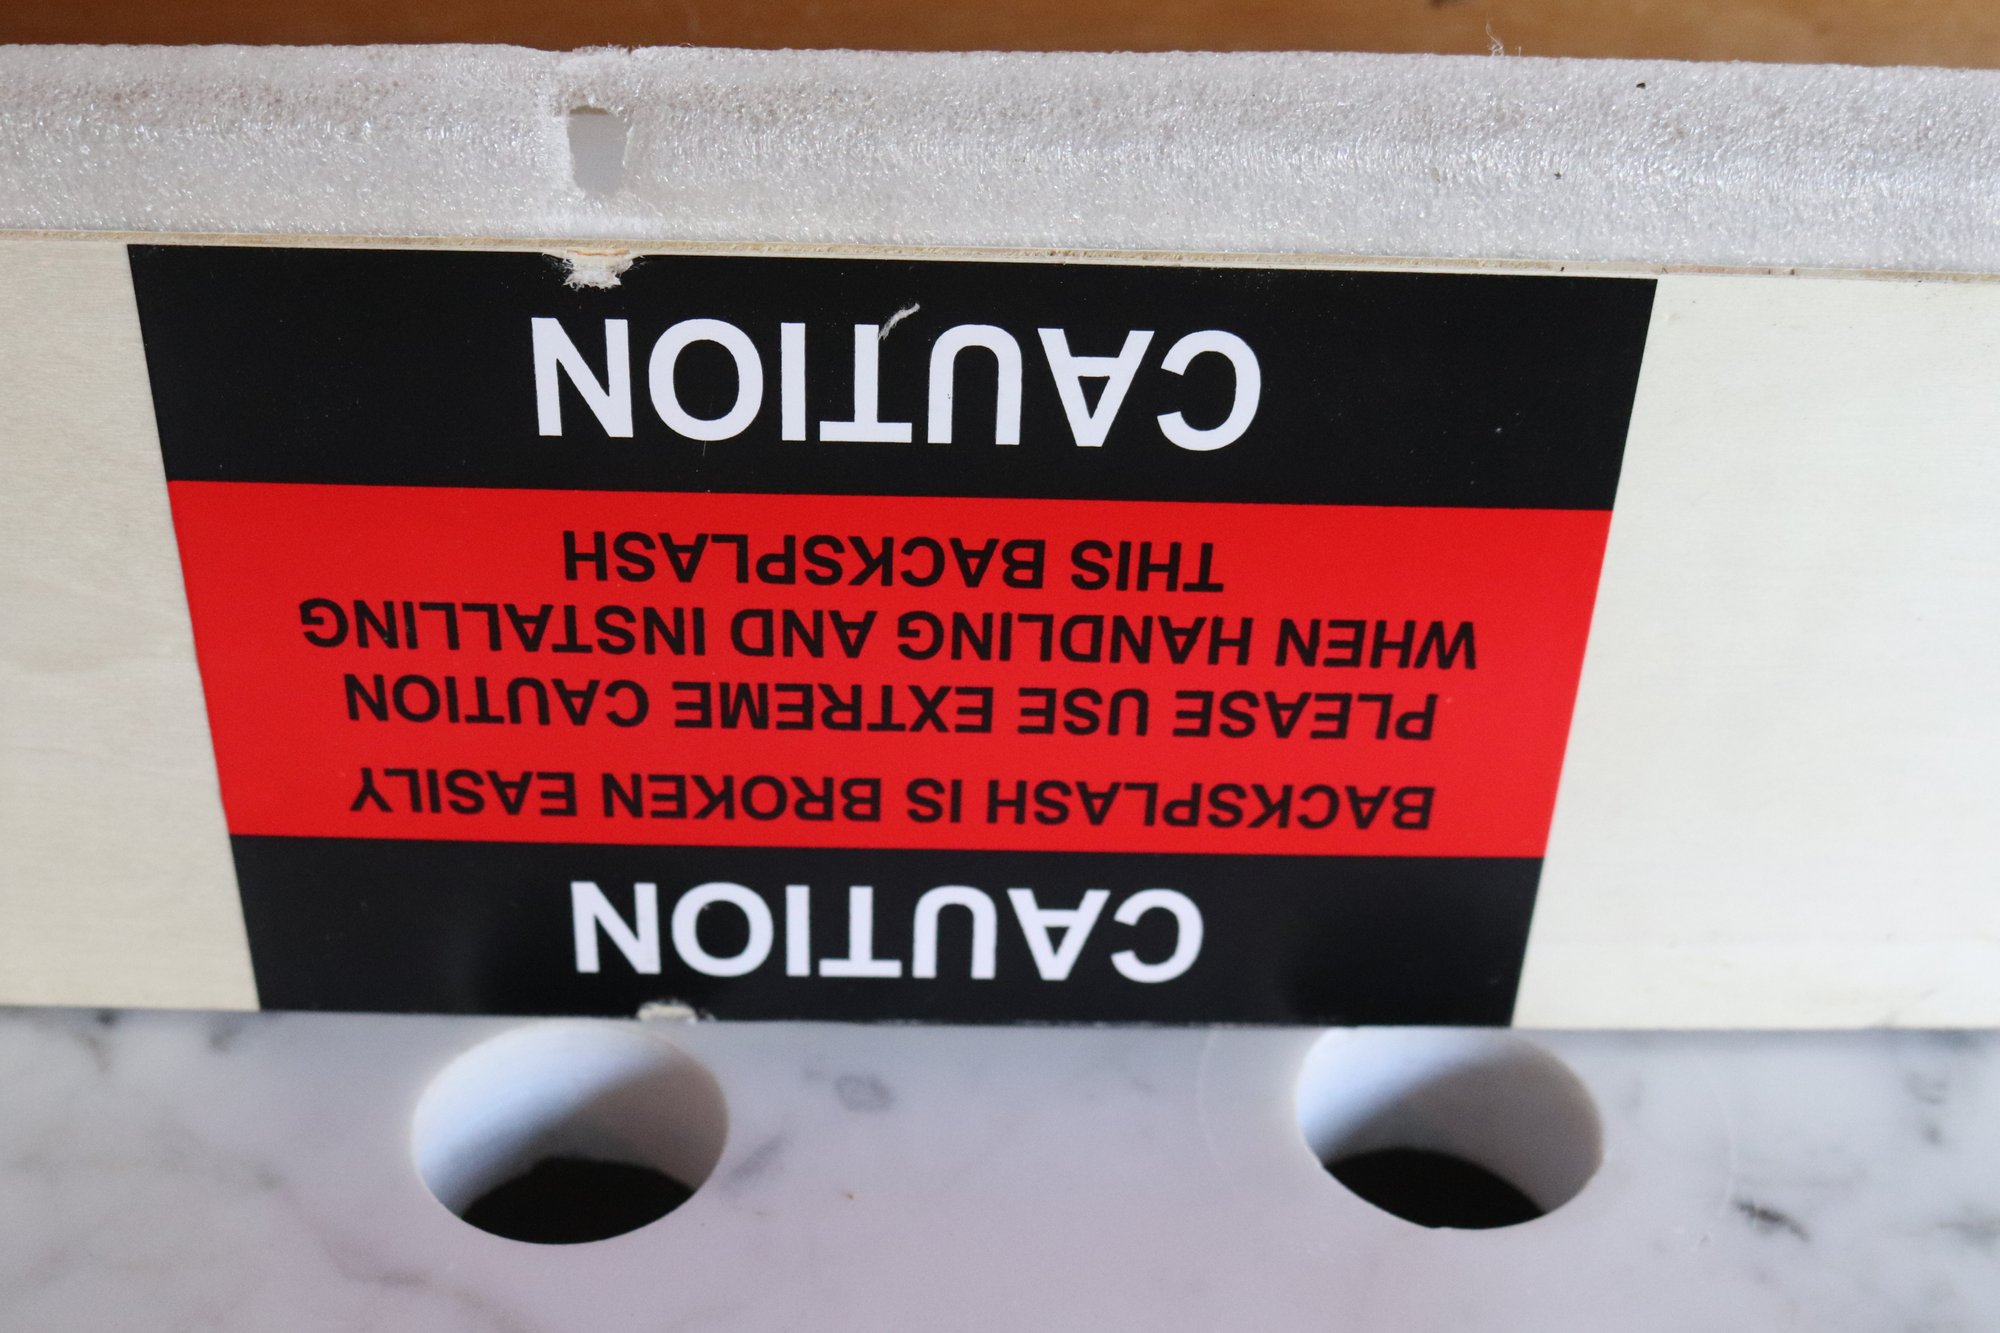 CAUTION
BACKSPLASH IS BROKEN EASILY
PLEASE USE EXTREME CAUTION
WHEN HANDLING AND INSTALLING
THIS BACKSPLASH
CAUTION